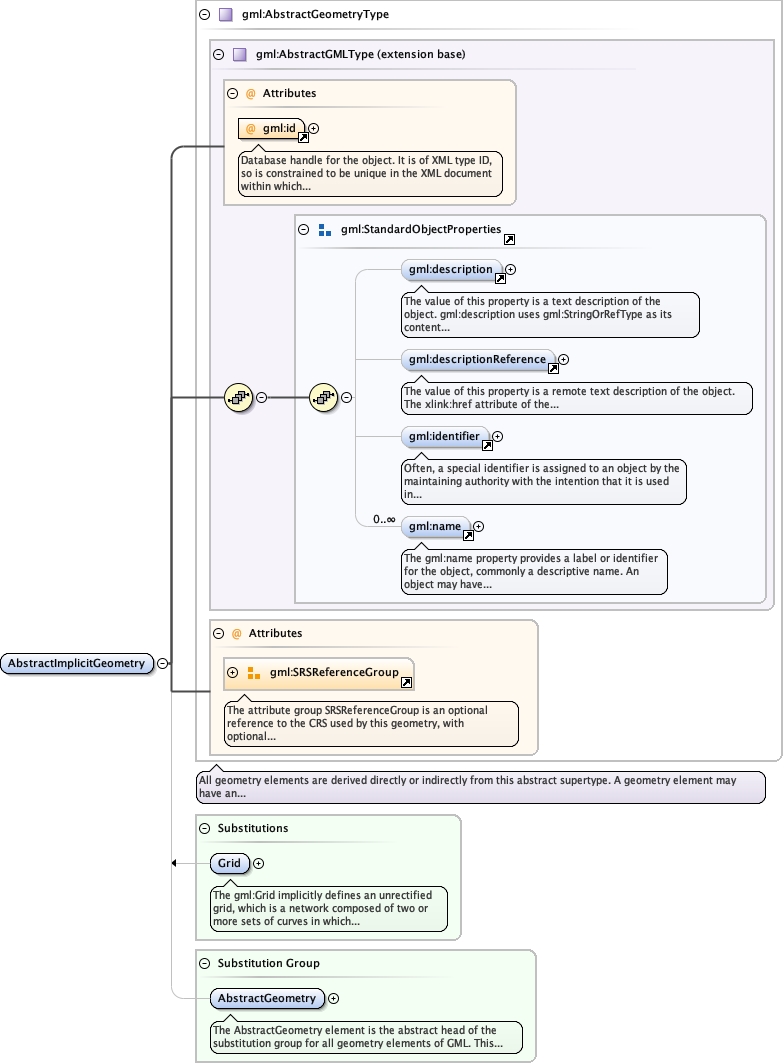 gml:AbstractGeometryType
gml:AbstractGMLType (extension base)
@ Attributes
@ gml:id
Database handle for the object. It is of XML type ID,
so is constrained to be unique in the XML document
within which...
gml:StandardObjectProperties
gml:description
The value of this property is a text description of the
object. gml:description uses gml:StringOrRefType as its
content...
gml:descriptionReference
The value of this property is a remote text description of the object.
The xlink:href attribute of the...
gml:identifier
Often, a special identifier is assigned to an object by the
maintaining authority with the intention that it is used
in...
0..∞
gml:name
The gml:name property provides a label or identifier
for the object, commonly a descriptive name. An
object may have...
@ Attributes
AbstractImplicitGeometry
gml:SRSReferenceGroup
The attribute group SRSReferenceGroup is an optional
reference to the CRS used by this geometry, with
optional...
All geometry elements are derived directly or indirectly from this abstract supertype. A geometry element may
have an...
Substitutions
Grid
The gml:Grid implicitly defines an unrectified
grid, which is a network composed of two or
more sets of curves in which...
Substitution Group
AbstractGeometry
The AbstractGeometry element is the abstract head of the
substitution group for all geometry elements of GML. This...